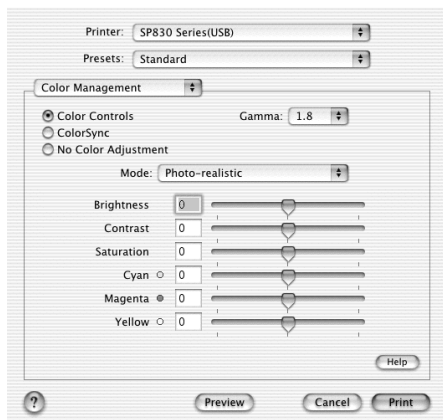 Printer: SP830 Series(USB)
Presets: Standard
Color Management
Color Controls Gamma: 1.8
ColorSync
No Color Adjustment
Mode: Photo-realistic
Brightness 0
Contrast 0
Saturation 0
Cyan 0
Magenta 0
Yellow 0
Help
? Preview Cancel Print